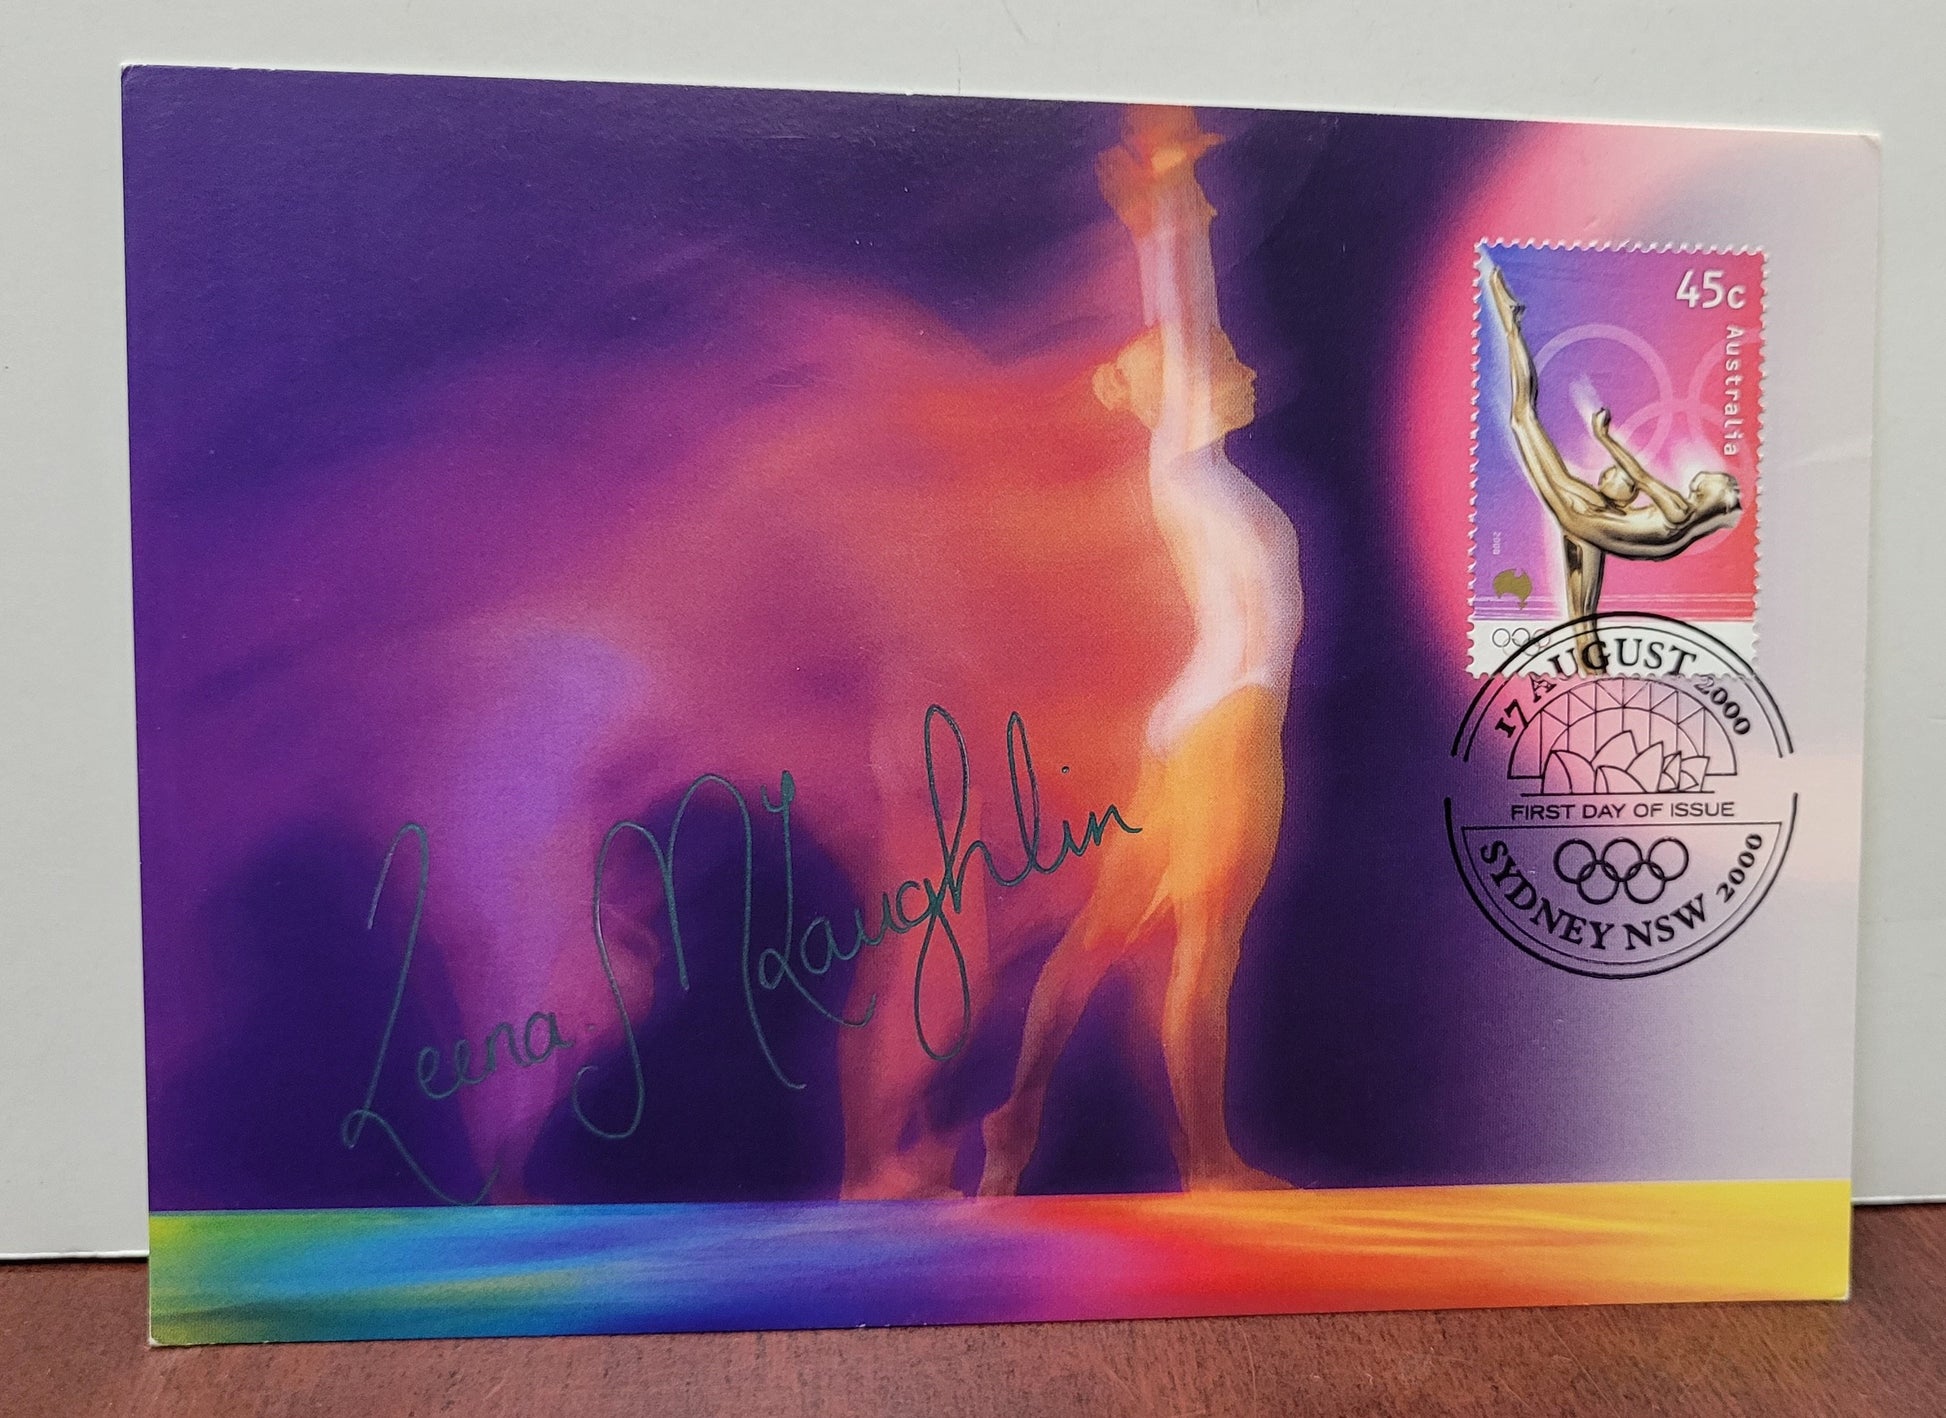 45c
Australia
2000
17 AUGUST 2000
FIRST DAY OF ISSUE
SYDNEY NSW 2000
Leena McLaughlin